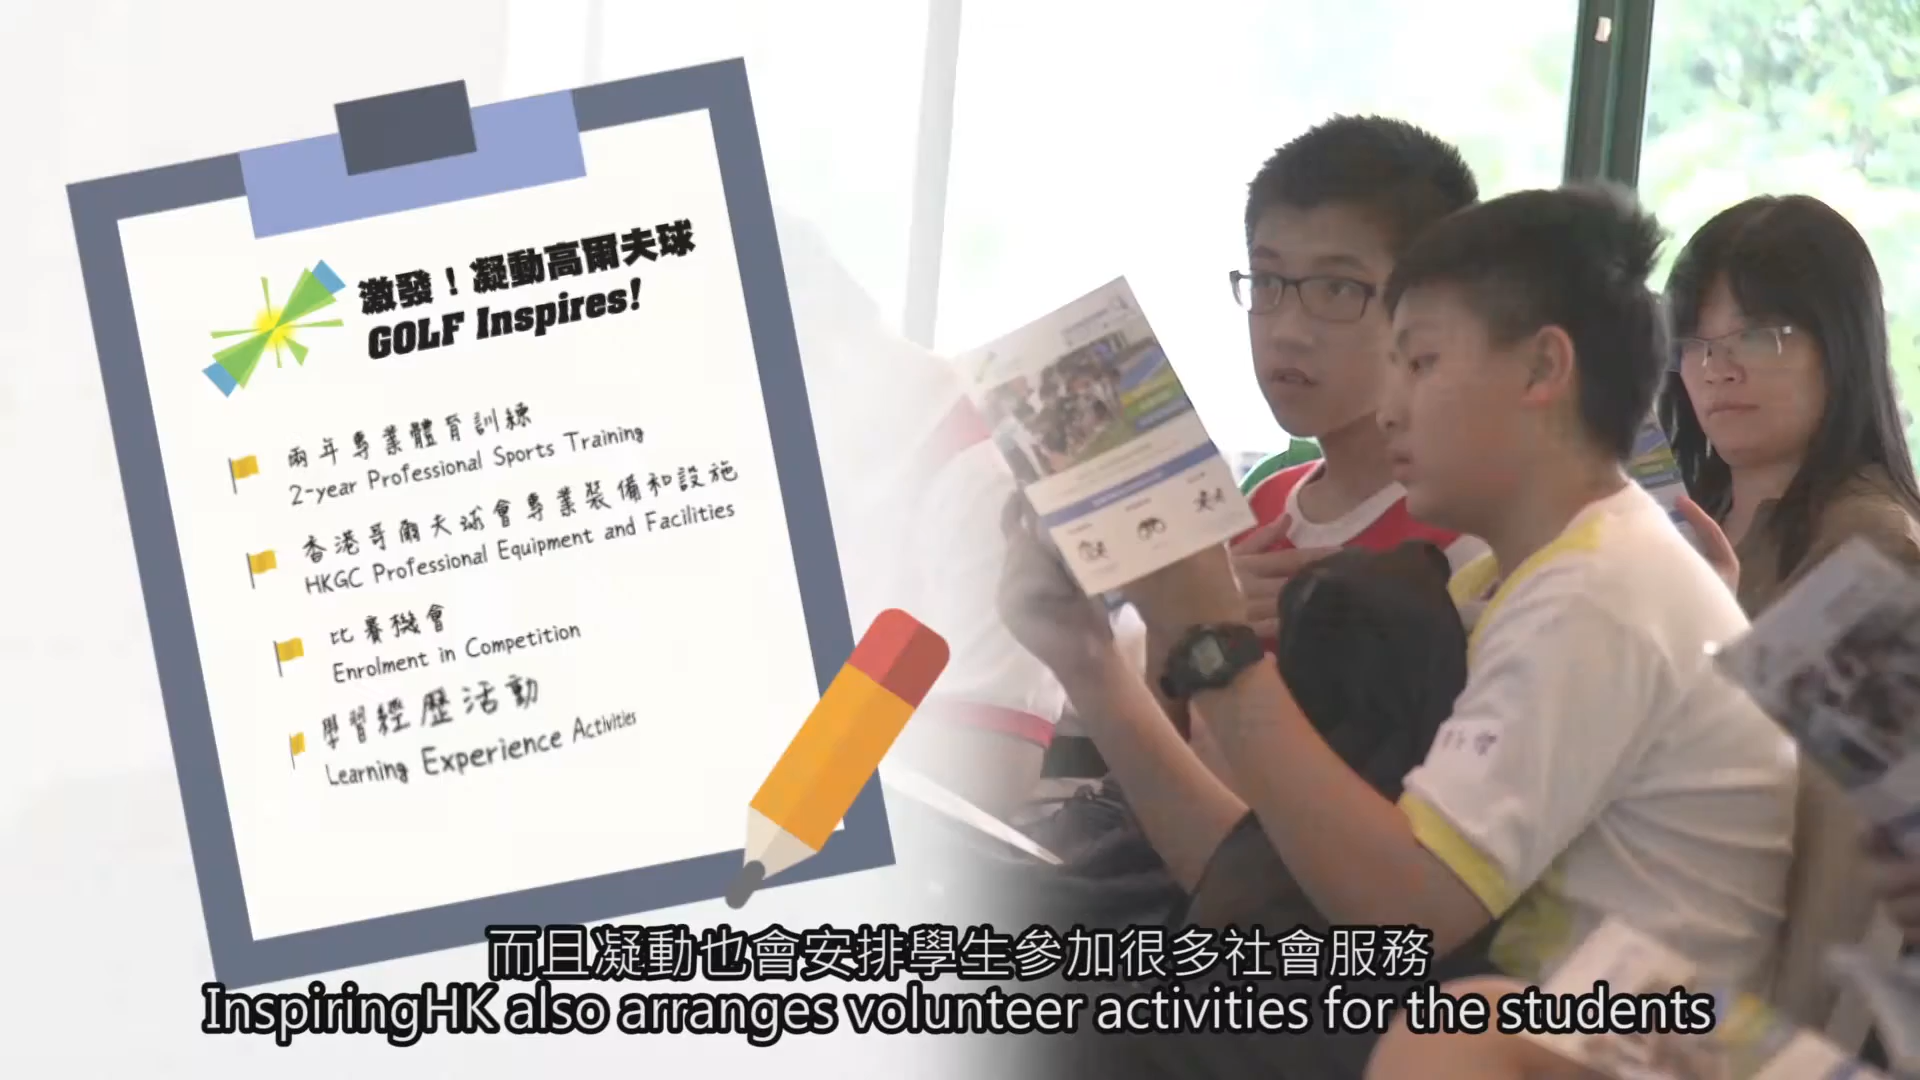 激發！凝動高爾夫球
GOLF Inspires!
兩年專業體育訓練
2-year Professional Sports Training
香港哥爾夫球會專業裝備和設施
HKGC Professional Equipment and Facilities
比賽機會
Enrolment in Competition
學習經歷活動
Learning Experience Activities
而且凝動也會安排學生參加很多社會服務
InspiringHK also arranges volunteer activities for the students